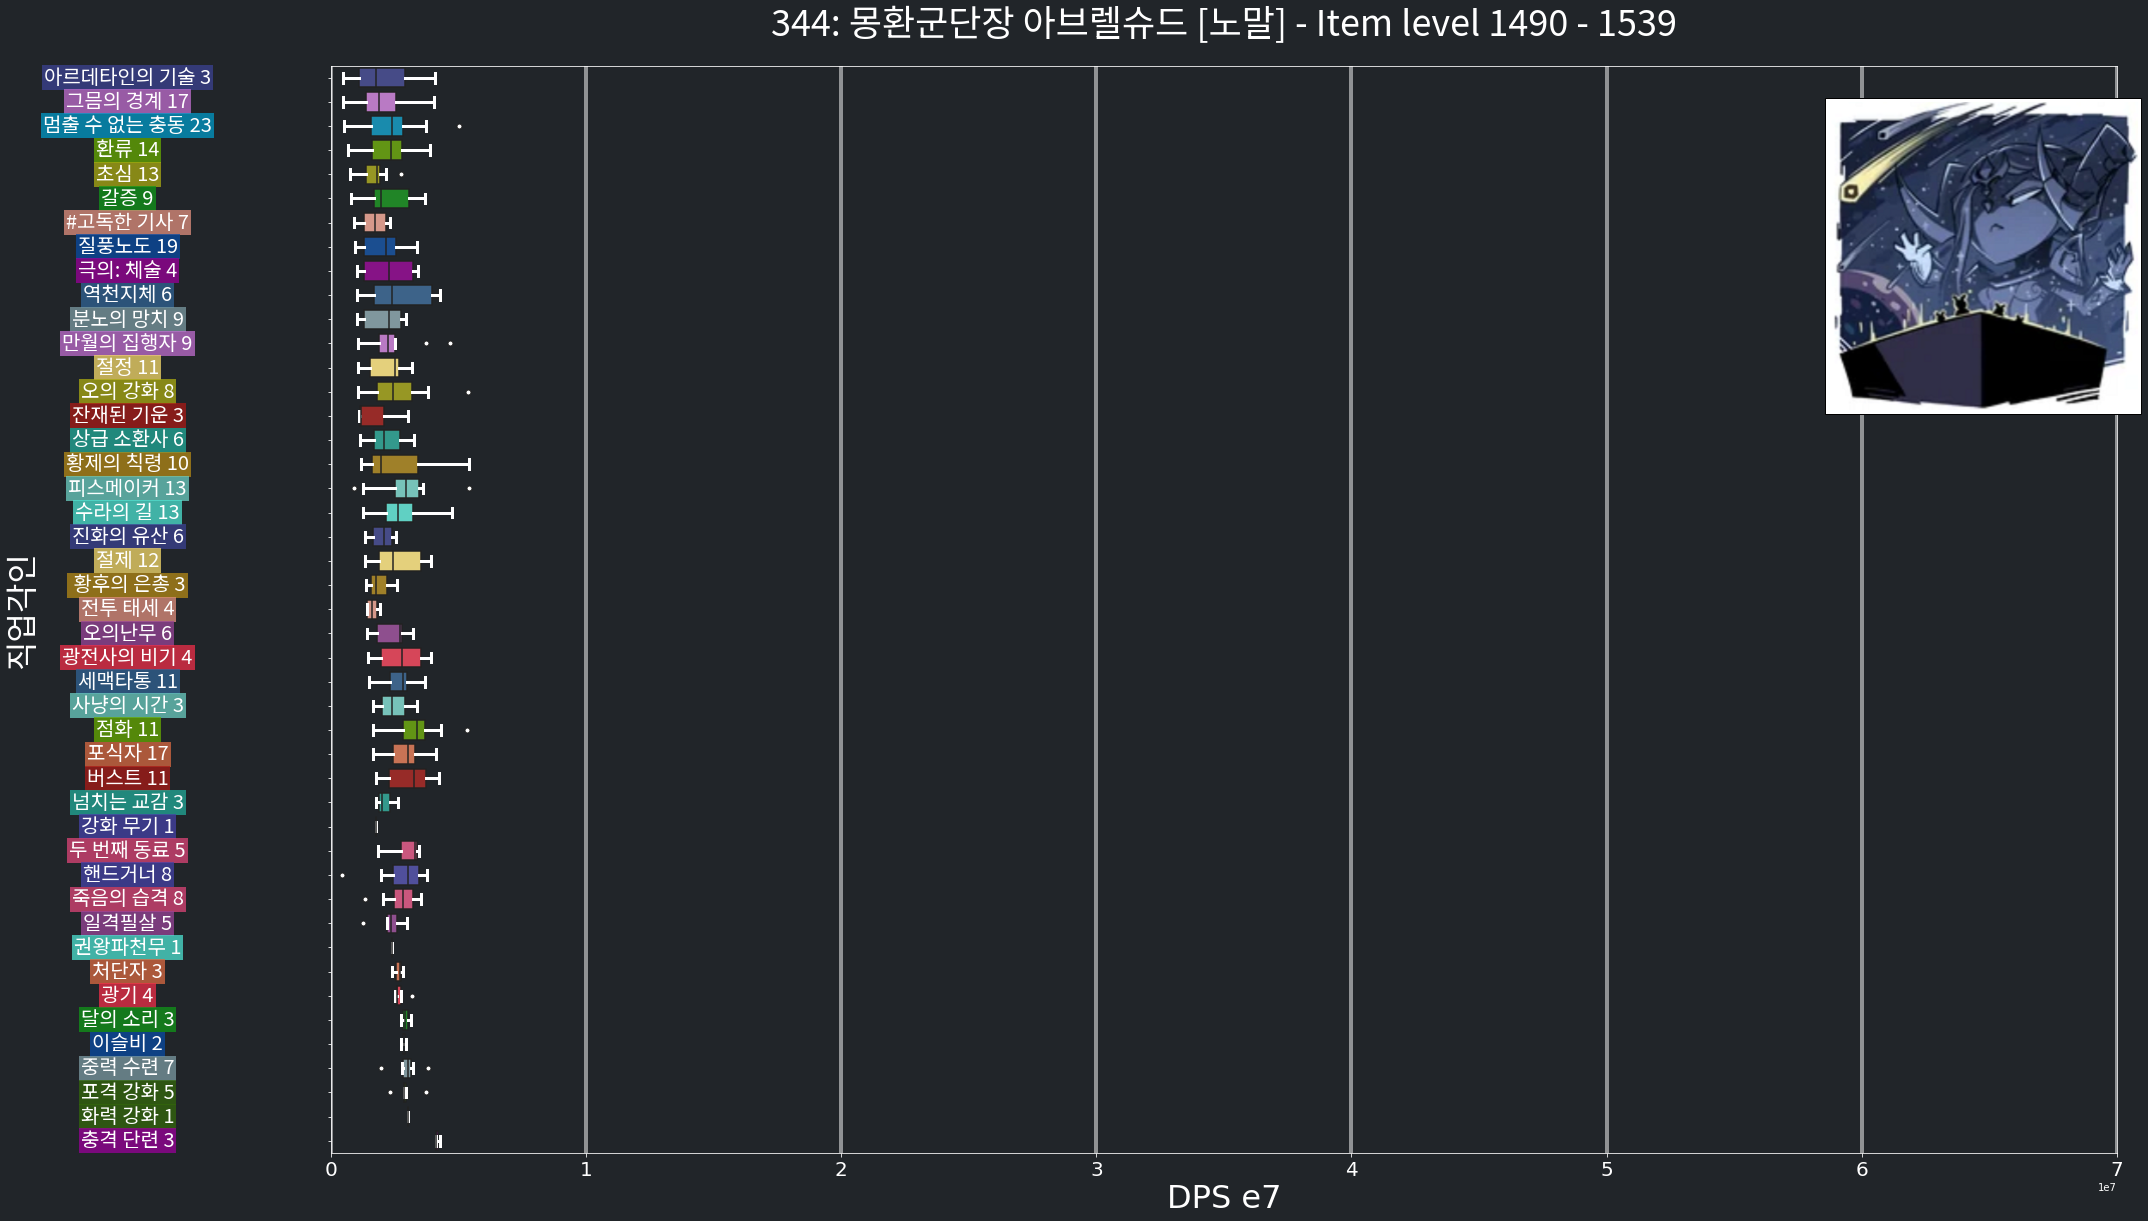 344: 몽환군단장 아브렐슈드 [노말] - Item level 1490 - 1539
아르데타인의 기술 3
그믐의 경계 17
멈출 수 없는 충동 23
환류 14
초심 13
갈증 9
#고독한 기사 7
질풍노도 19
극의: 체술 4
역천지체 6
분노의 망치 9
만월의 집행자 9
절정 11
오의 강화 8
잔재된 기운 3
상급 소환사 6
황제의 칙령 10
피스메이커 13
수라의 길 13
진화의 유산 6
절제 12
황후의 은총 3
전투 태세 4
오의난무 6
광전사의 비기 4
세맥타통 11
사냥의 시간 3
점화 11
포식자 17
버스트 11
넘치는 교감 3
강화 무기 1
두 번째 동료 5
핸드거너 8
죽음의 습격 8
일격필살 5
권왕파천무 1
처단자 3
광기 4
달의 소리 3
이슬비 2
중력 수련 7
포격 강화 5
화력 강화 1
충격 단련 3
직업각인
0 1 2 3 4 5 6 7
1e7
DPS e7